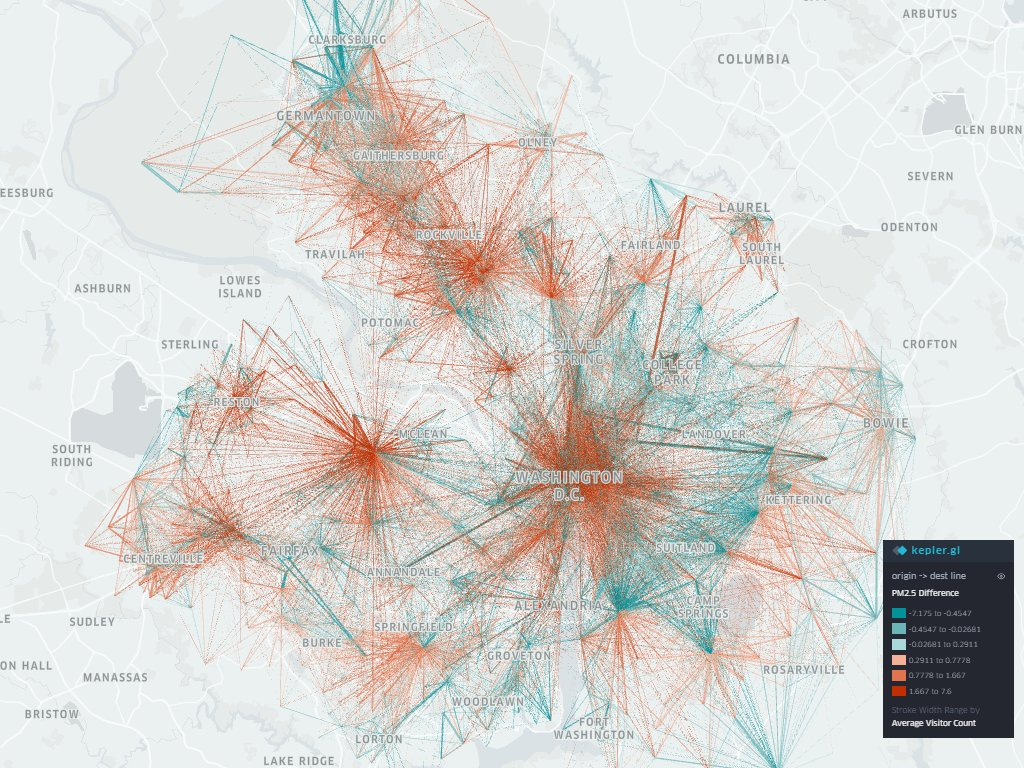 ARBUTUS
CLARKSBURG
COLUMBIA
GERMANTOWN
GLEN BURN
OLNEY
GAITHERSBURG
SEVERN
EESBURG
LAUREL
ODENTON
ROCKVILLE
FAIRLAND
SOUTH
LAUREL
TRAVILAH
LOWES
ISLAND
ASHBURN
POTOMAC
STERLING
SILVER
SPRING
CROFTON
COLLEGE
PARK
RESTON
BOWIE
MCLEAN
LANDOVER
SOUTH
RIDING
WASHINGTON
D.C.
KETTERING
FAIRFAX
SUITLAND
CENTREVILLE
ANNANDALE
ALEXANDRIA
CAMP
SPRINGS
LE
SUDLEY
SPRINGFIELD
BURKE
GROVETON
ON HALL
MANASSAS
ROSARYVILLE
WOODLAWN
BRISTOW
FORT
WASHINGTON
LORTON
LAKE RIDGE
kepler.gl
origin -> dest line
PM2.5 Difference
-7.175 to -0.4547
-0.4547 to -0.02681
-0.02681 to 0.2911
0.2911 to 0.7778
0.7778 to 1.667
1.667 to 7.6
Stroke Width Range by
Average Visitor Count